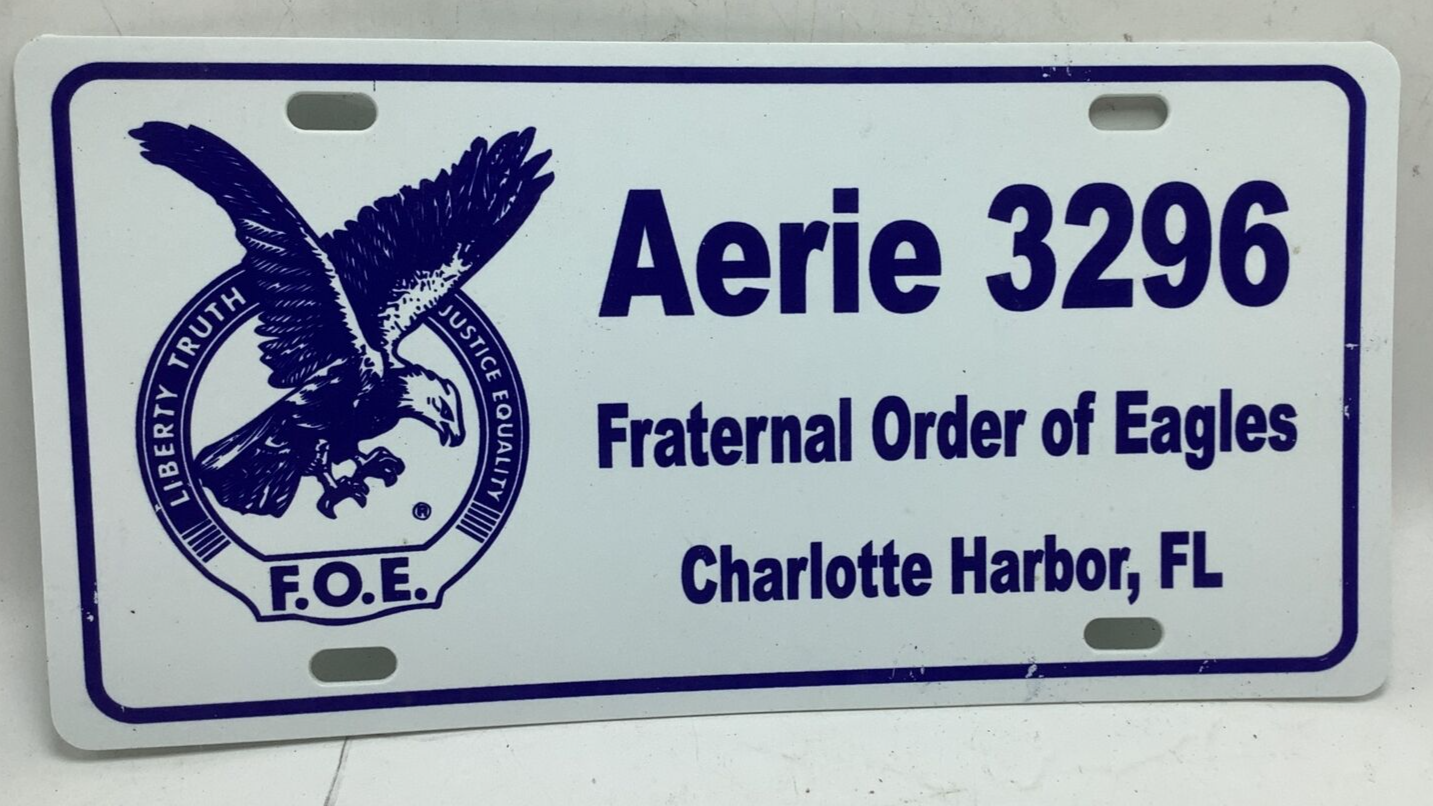 LIBERTY TRUTH
JUSTICE EQUALITY
®
F.O.E.
Aerie 3296
Fraternal Order of Eagles
Charlotte Harbor, FL